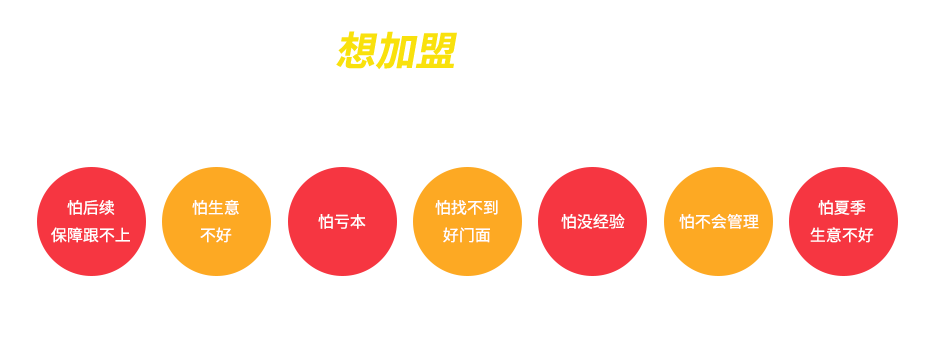 想加盟
怕后续
保障跟不上
怕生意
不好
怕亏本
怕找不到
好门面
怕没经验
怕不会管理
怕夏季
生意不好